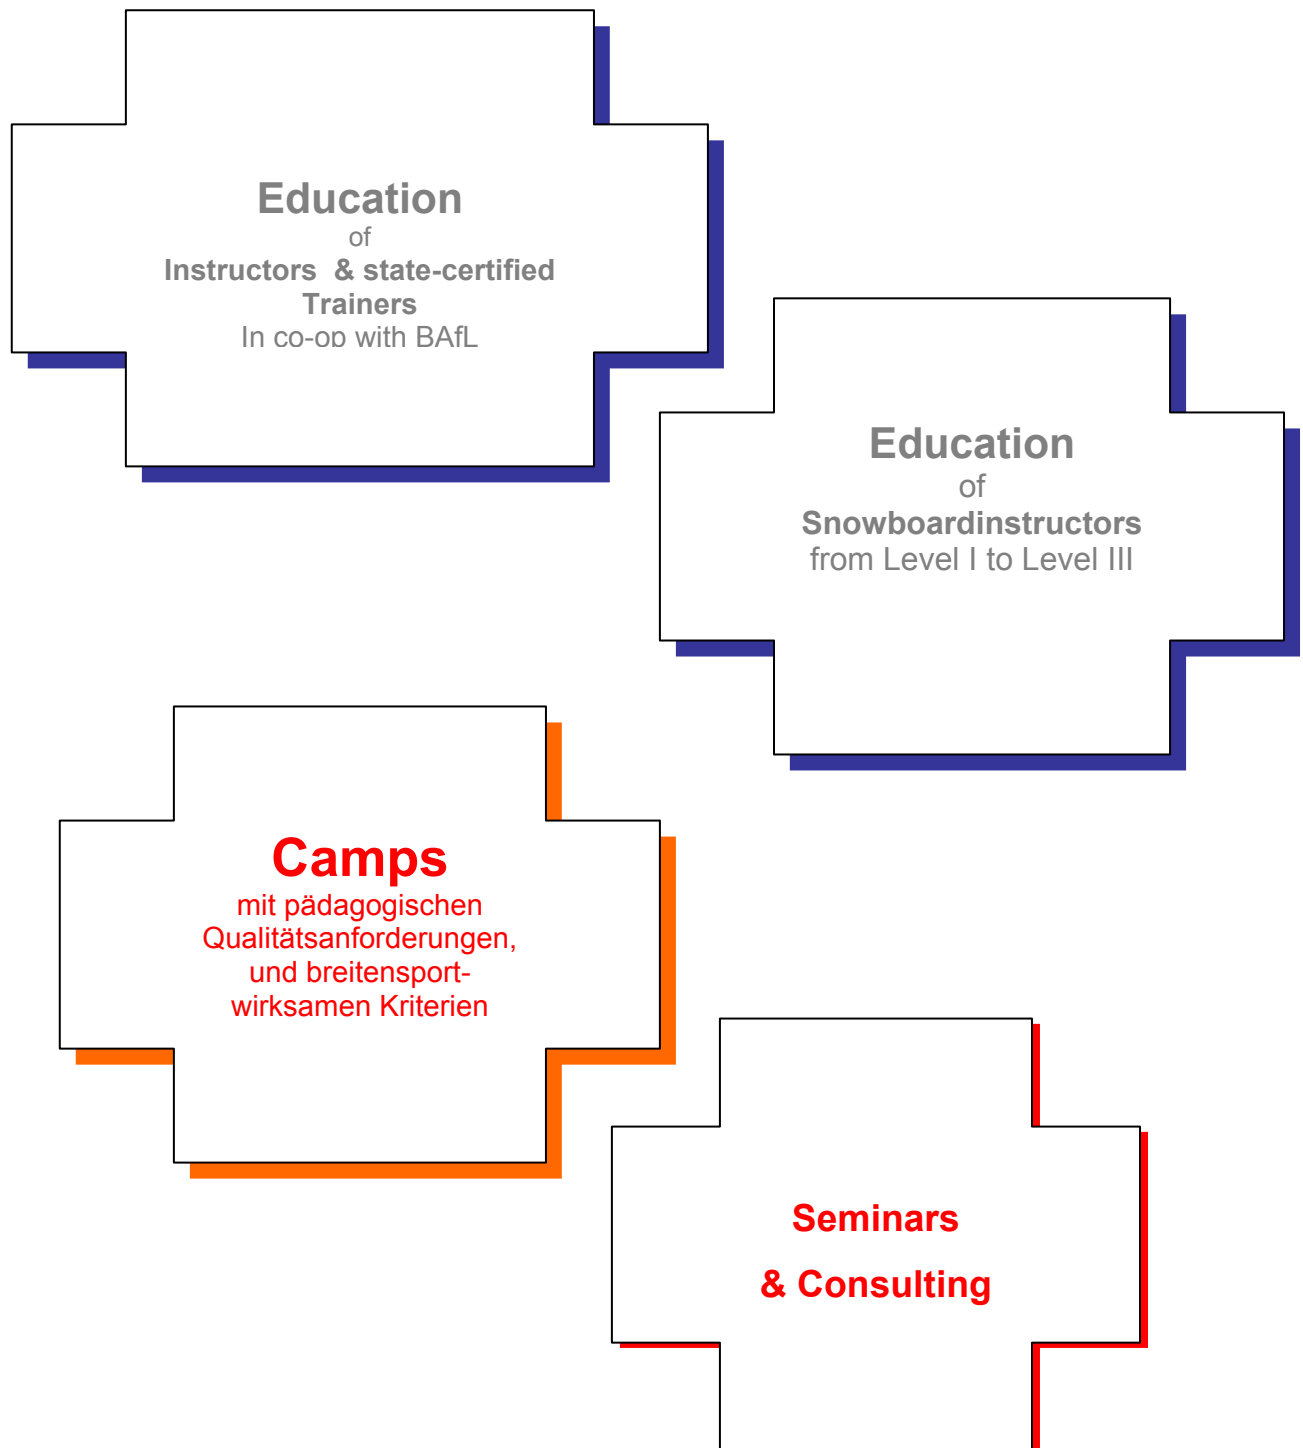 Education
of
Instructors & state-certified
Trainers
In co-op with BAfL
Education
of
Snowboardinstructors
from Level I to Level III
Camps
mit pädagogischen
Qualitätsanforderungen,
und breitensport-
wirksamen Kriterien
Seminars
& Consulting